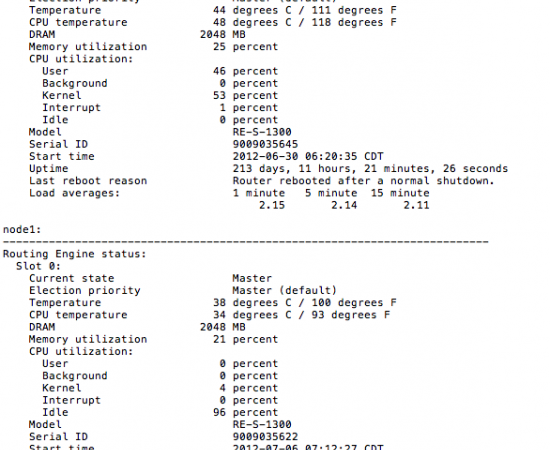 Election priority Master (default)
Temperature 44 degrees C / 111 degrees F
CPU temperature 48 degrees C / 118 degrees F
DRAM 2048 MB
Memory utilization 25 percent
CPU utilization:
User 46 percent
Background 0 percent
Kernel 53 percent
Interrupt 1 percent
Idle 0 percent
Model RE-S-1300
Serial ID 9009035645
Start time 2012-06-30 06:20:35 CDT
Uptime 213 days, 11 hours, 21 minutes, 26 seconds
Last reboot reason Router rebooted after a normal shutdown.
Load averages: 1 minute 5 minute 15 minute
2.15 2.14 2.11
node1:
--------------------------------------------------------------------------
Routing Engine status:
Slot 0:
Current state Master
Election priority Master (default)
Temperature 38 degrees C / 100 degrees F
CPU temperature 34 degrees C / 93 degrees F
DRAM 2048 MB
Memory utilization 21 percent
CPU utilization:
User 0 percent
Background 0 percent
Kernel 4 percent
Interrupt 0 percent
Idle 96 percent
Model RE-S-1300
Serial ID 9009035622
Start time 2012-07-06 07:12:27 CDT